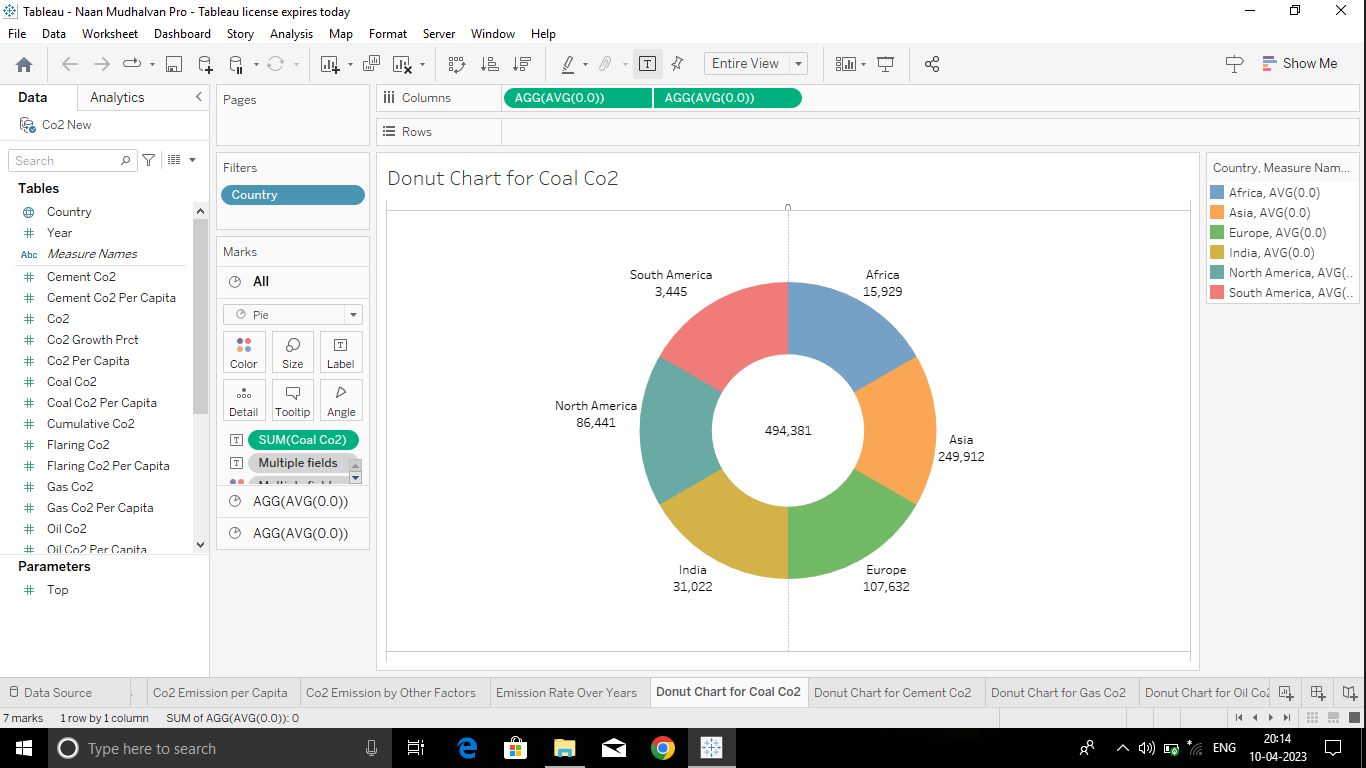 Tableau - Naan Mudhalvan Pro - Tableau license expires today
File Data Worksheet Dashboard Story Analysis Map Format Server Window Help
Entire View
Show Me
Data Analytics
Co2 New
Search
Tables
Country
Year
Abc Measure Names
Cement Co2
Cement Co2 Per Capita
Co2
Co2 Growth Prct
Co2 Per Capita
Coal Co2
Coal Co2 Per Capita
Cumulative Co2
Flaring Co2
Flaring Co2 Per Capita
Gas Co2
Gas Co2 Per Capita
Oil Co2
Oil Co2 Per Capita
Parameters
Top
Pages
Filters
Country
Marks
All
Pie
Color Size Label
Detail Tooltip Angle
SUM(Coal Co2)
Multiple fields
AGG(AVG(0.0))
AGG(AVG(0.0))
Columns AGG(AVG(0.0)) AGG(AVG(0.0))
Rows
Donut Chart for Coal Co2
0
South America
3,445
Africa
15,929
North America
86,441
494,381
Asia
249,912
India
31,022
Europe
107,632
Country, Measure Nam...
Africa, AVG(0.0)
Asia, AVG(0.0)
Europe, AVG(0.0)
India, AVG(0.0)
North America, AVG(..
South America, AVG(..
Data Source Co2 Emission per Capita Co2 Emission by Other Factors Emission Rate Over Years Donut Chart for Coal Co2 Donut Chart for Cement Co2 Donut Chart for Gas Co2 Donut Chart for Oil Co2
7 marks 1 row by 1 column SUM of AGG(AVG(0.0)): 0
Type here to search
ENG
20:14
10-04-2023